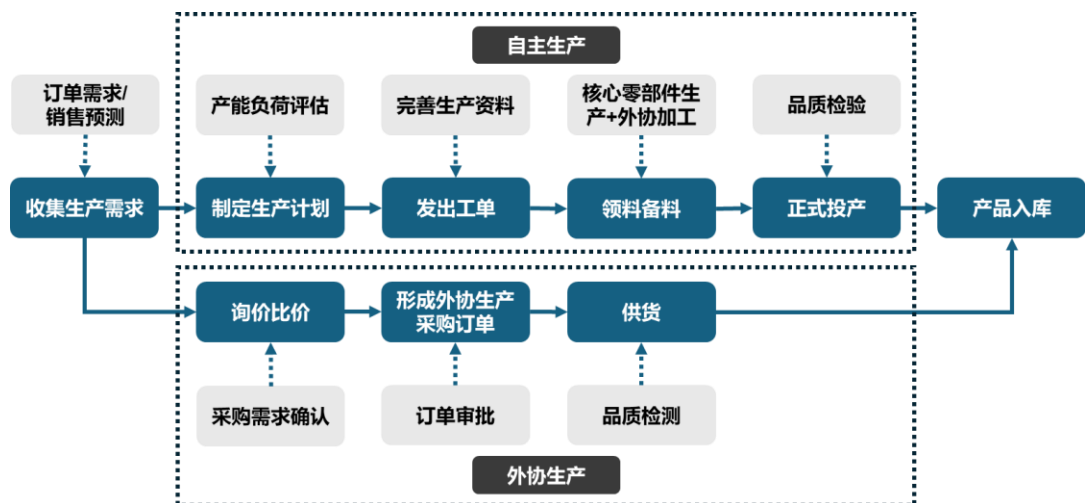 自主生产
订单需求/
销售预测
产能负荷评估
完善生产资料
核心零部件生
产+外协加工
品质检验
收集生产需求
制定生产计划
发出工单
领料备料
正式投产
产品入库
询价比价
形成外协生产
采购订单
供货
采购需求确认
订单审批
品质检测
外协生产